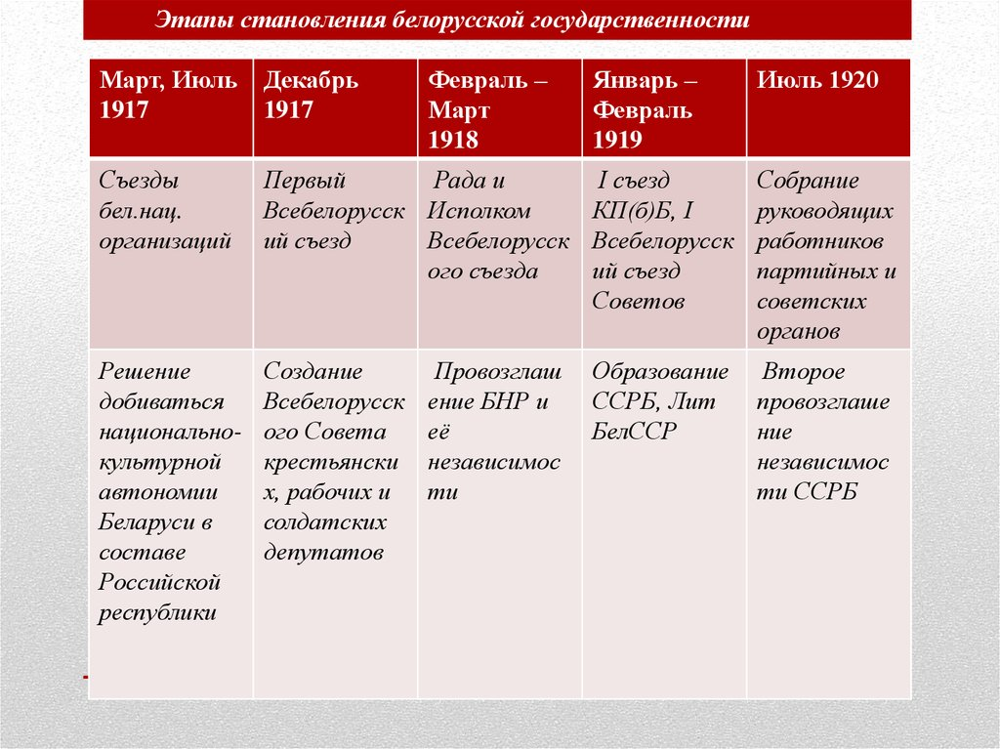 Этапы становления белорусской государственности
Март, Июль
1917
Декабрь
1917
Февраль –
Март
1918
Январь –
Февраль
1919
Июль 1920
Съезды
бел.нац.
организаций
Первый
Всебелорусск
ий съезд
Рада и
Исполком
Всебелорусск
ого съезда
I съезд
КП(б)Б, I
Всебелорусск
ий съезд
Советов
Собрание
руководящих
работников
партийных и
советских
органов
Решение
добиваться
национально-
культурной
автономии
Беларуси в
составе
Российской
республики
Создание
Всебелорусск
ого Совета
крестьянски
х, рабочих и
солдатских
депутатов
Провозглаш
ение БНР и
её
независимос
ти
Образование
ССРБ, Лит
БелССР
Второе
провозглаше
ние
независимос
ти ССРБ